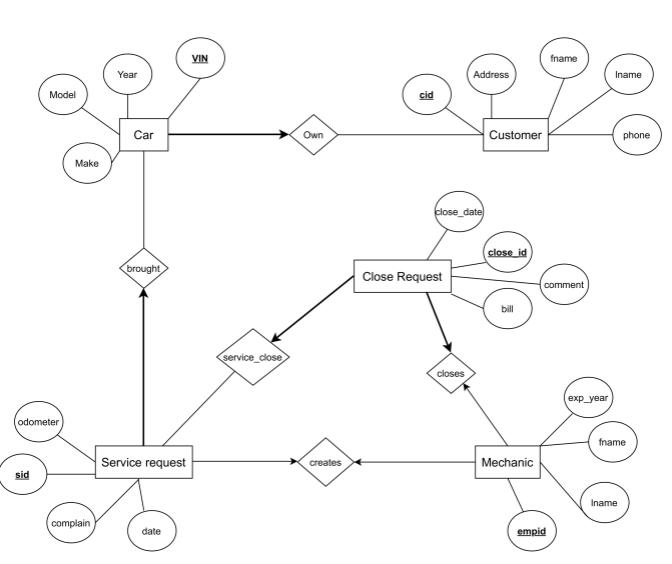 VIN
fname
Year
Address
lname
Model
cid
Car
Own
Customer
phone
Make
close_date
close_id
brought
Close Request
comment
bill
service_close
closes
exp_year
odometer
fname
Service request
creates
Mechanic
sid
lname
complain
date
empid